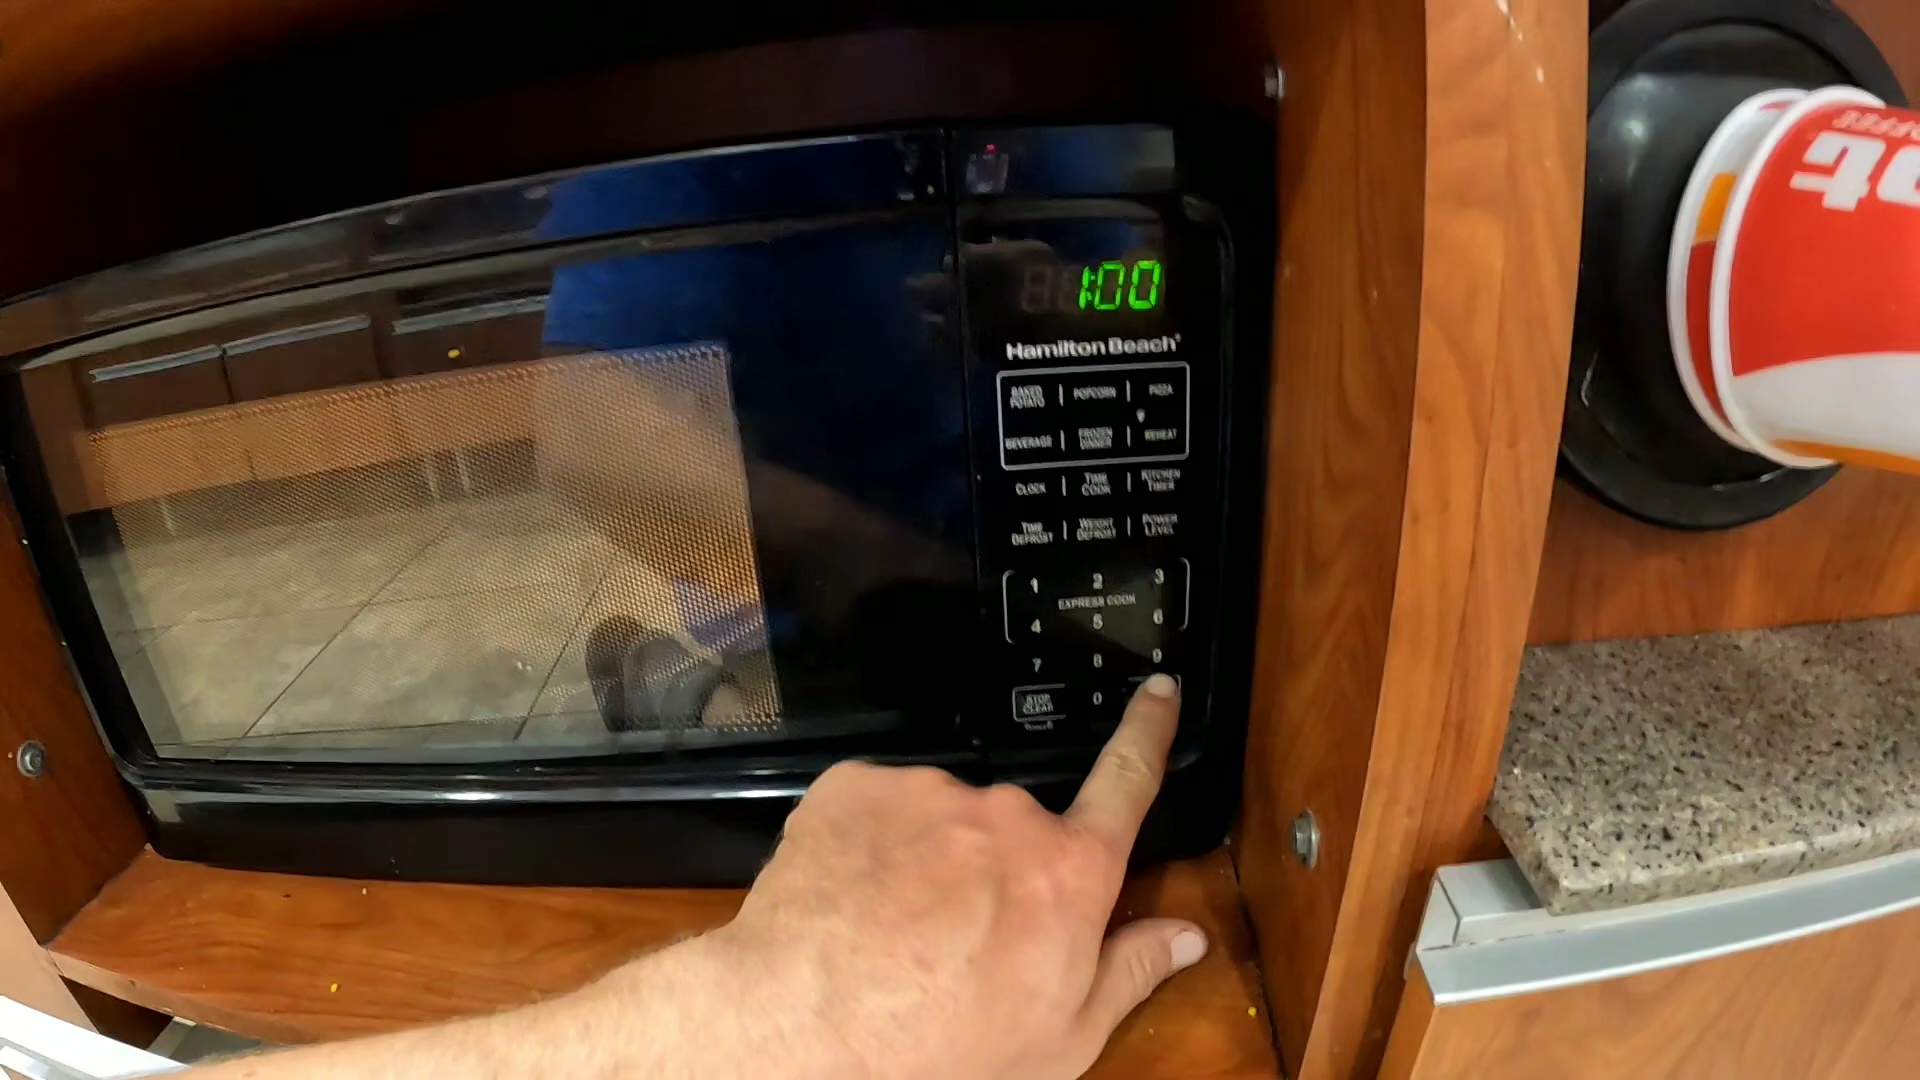 1:00
Hamilton Beach
BAKED POTATO | POPCORN | PIZZA
BEVERAGE | FROZEN DINNER | REHEAT
CLOCK | TIME COOK | KITCHEN TIMER
TIME DEFROST | WEIGHT DEFROST | POWER LEVEL
1 2 3
EXPRESS COOK
4 5 6
7 8 9
STOP CLEAR 0
COFFEE